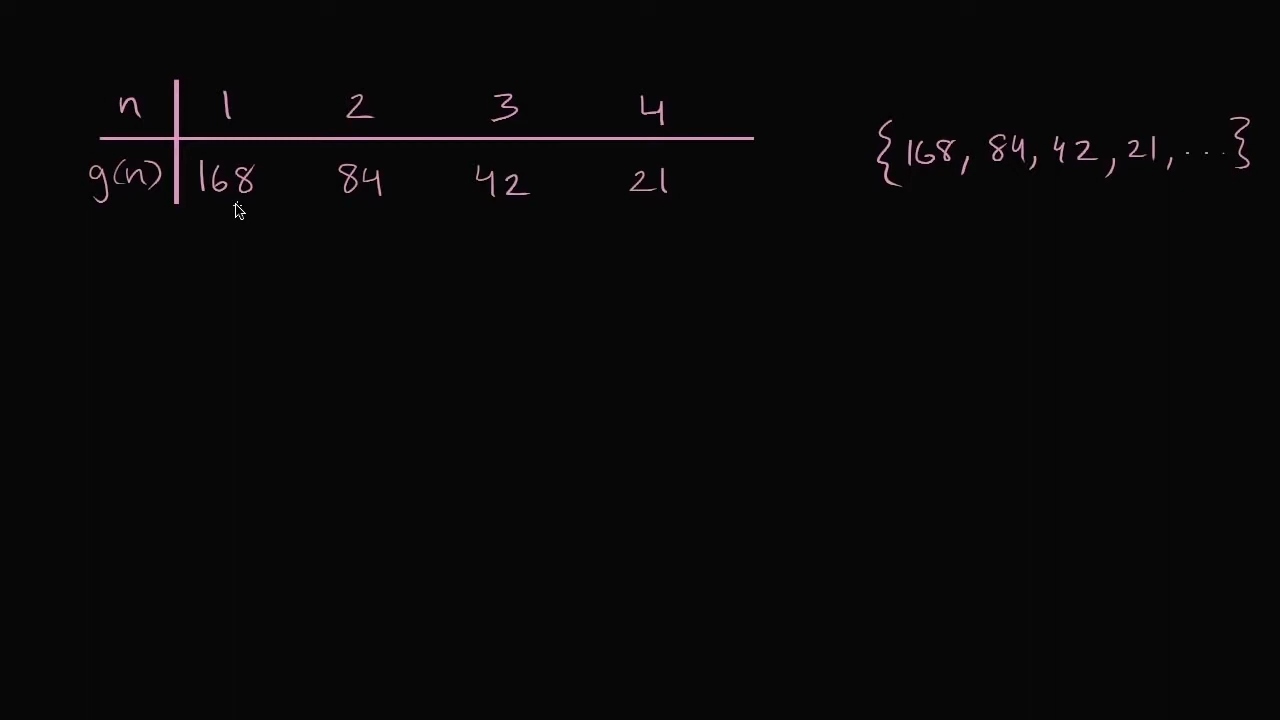 n 1 2 3 4
g(n) 168 84 42 21
{168, 84, 42, 21, ...}